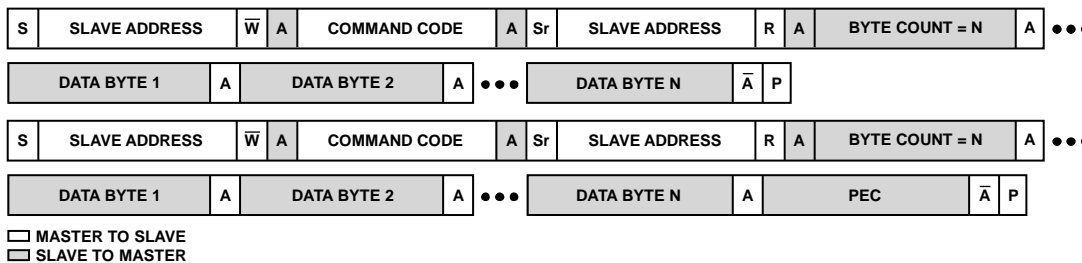 S SLAVE ADDRESS W̅ A COMMAND CODE A Sr SLAVE ADDRESS R A BYTE COUNT = N A •••
DATA BYTE 1 A DATA BYTE 2 A ••• DATA BYTE N A̅ P
S SLAVE ADDRESS W̅ A COMMAND CODE A Sr SLAVE ADDRESS R A BYTE COUNT = N A •••
DATA BYTE 1 A DATA BYTE 2 A ••• DATA BYTE N A PEC A̅ P
MASTER TO SLAVE
SLAVE TO MASTER